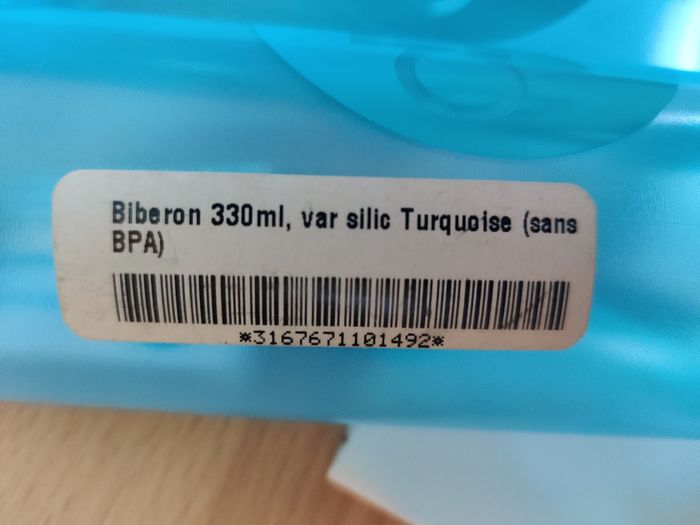 Biberon 330ml, var silic Turquoise (sans
BPA)
*3167671101492*